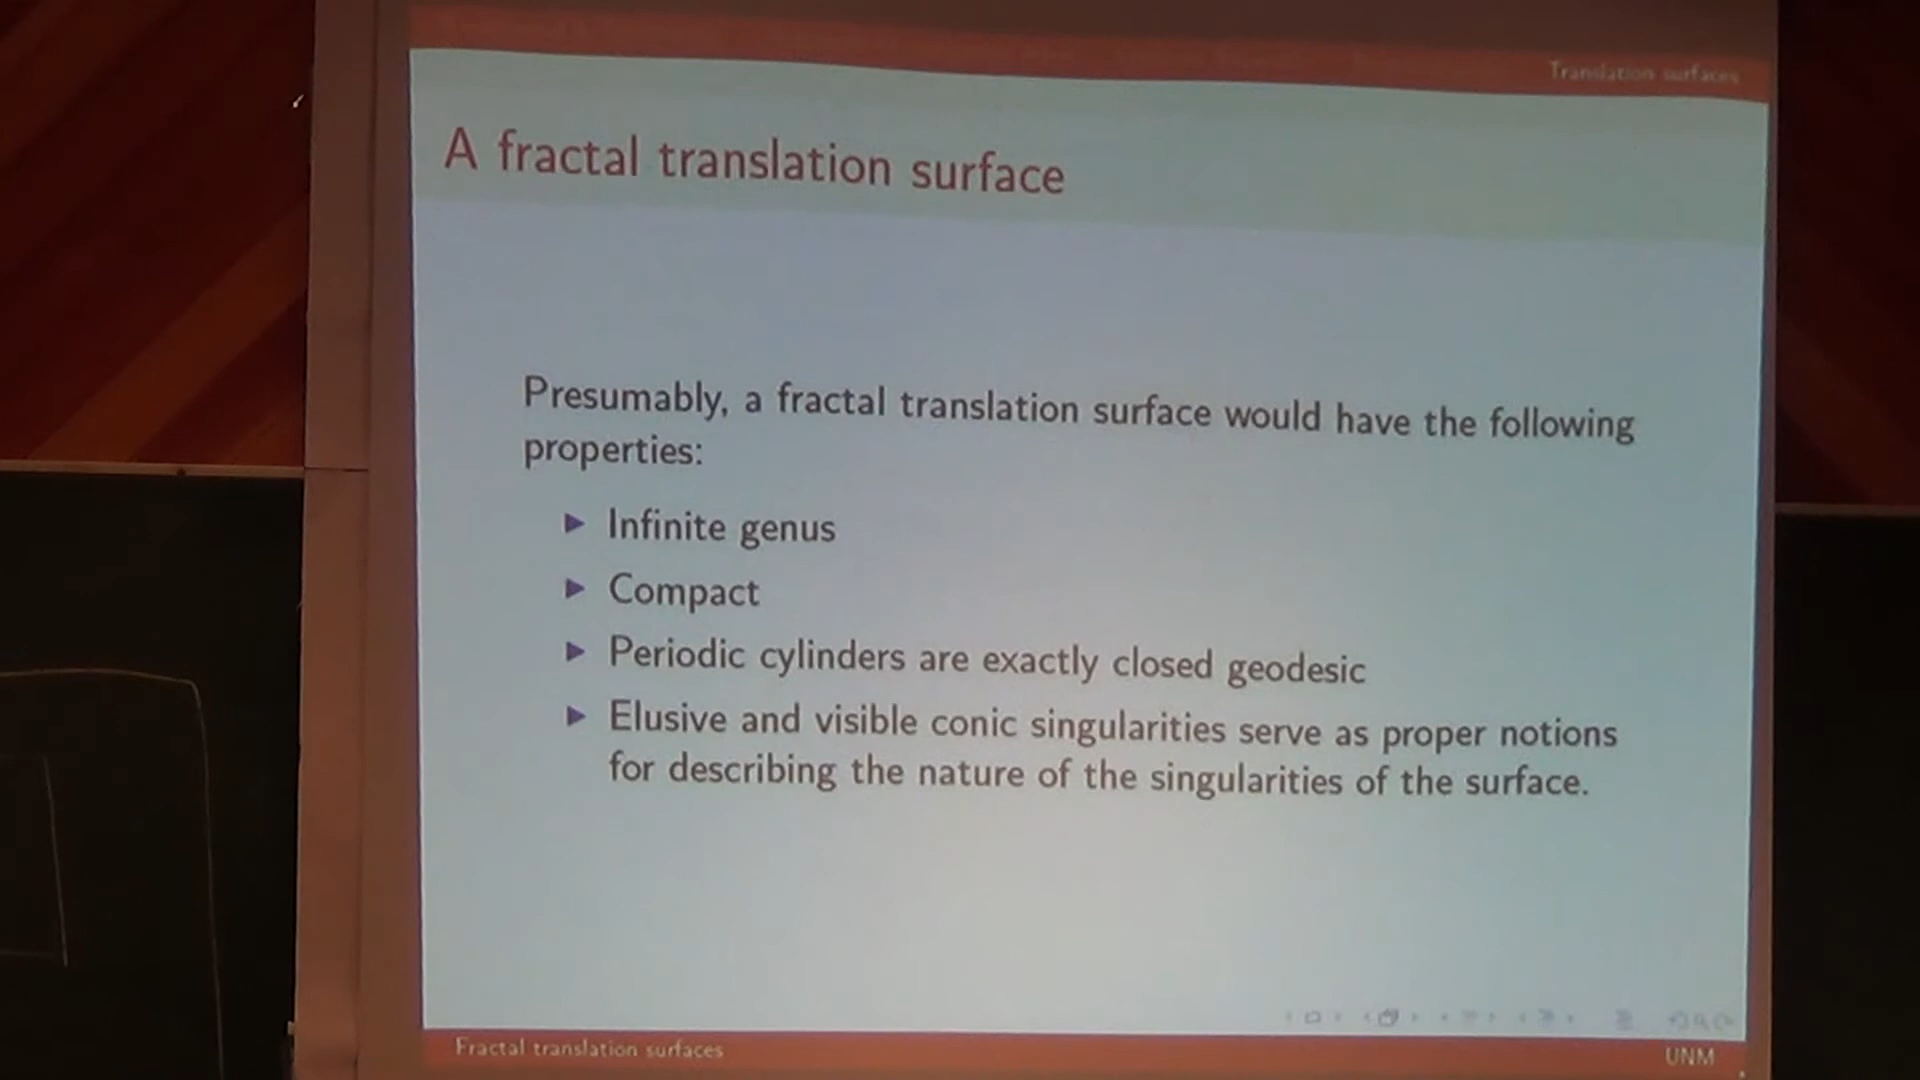 Translation surfaces
A fractal translation surface
Presumably, a fractal translation surface would have the following
properties:
Infinite genus
Compact
Periodic cylinders are exactly closed geodesic
Elusive and visible conic singularities serve as proper notions
for describing the nature of the singularities of the surface.
Fractal translation surfaces
UNM